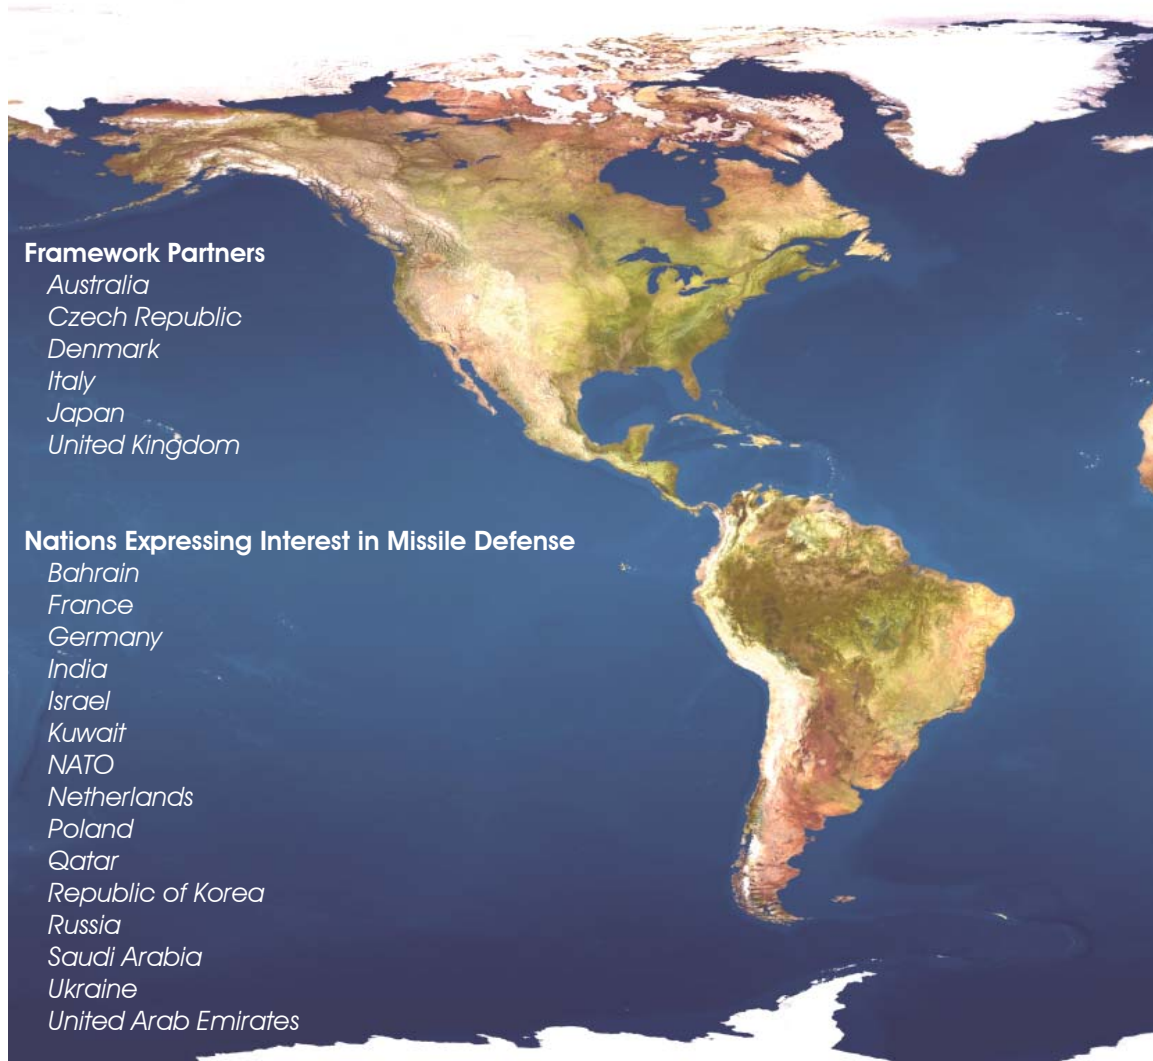 Framework Partners
Australia
Czech Republic
Denmark
Italy
Japan
United Kingdom
Nations Expressing Interest in Missile Defense
Bahrain
France
Germany
India
Israel
Kuwait
NATO
Netherlands
Poland
Qatar
Republic of Korea
Russia
Saudi Arabia
Ukraine
United Arab Emirates